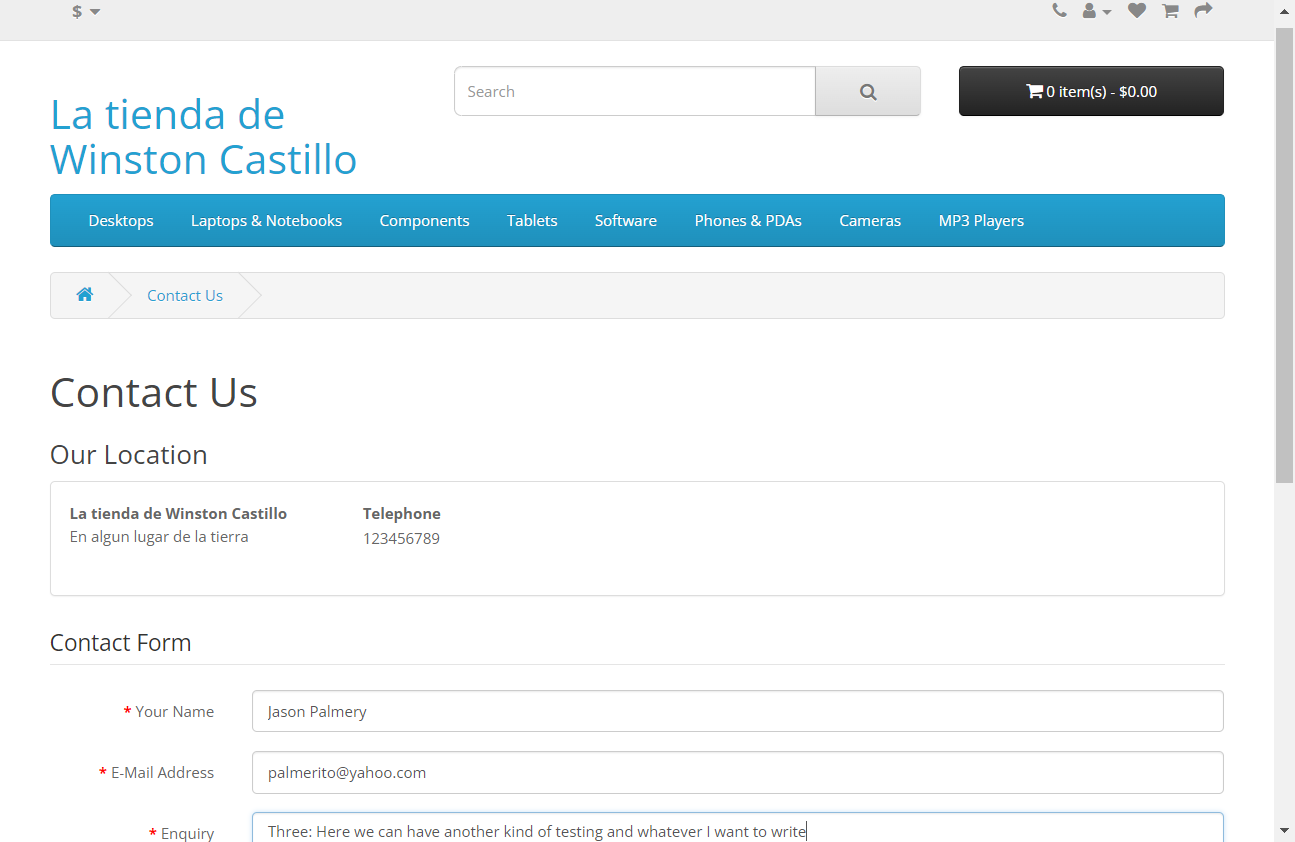 $
Search
0 item(s) - $0.00
La tienda de
Winston Castillo
Desktops Laptops & Notebooks Components Tablets Software Phones & PDAs Cameras MP3 Players
Contact Us
Contact Us
Our Location
La tienda de Winston Castillo Telephone
En algun lugar de la tierra 123456789
Contact Form
* Your Name Jason Palmery
* E-Mail Address palmerito@yahoo.com
* Enquiry Three: Here we can have another kind of testing and whatever I want to write